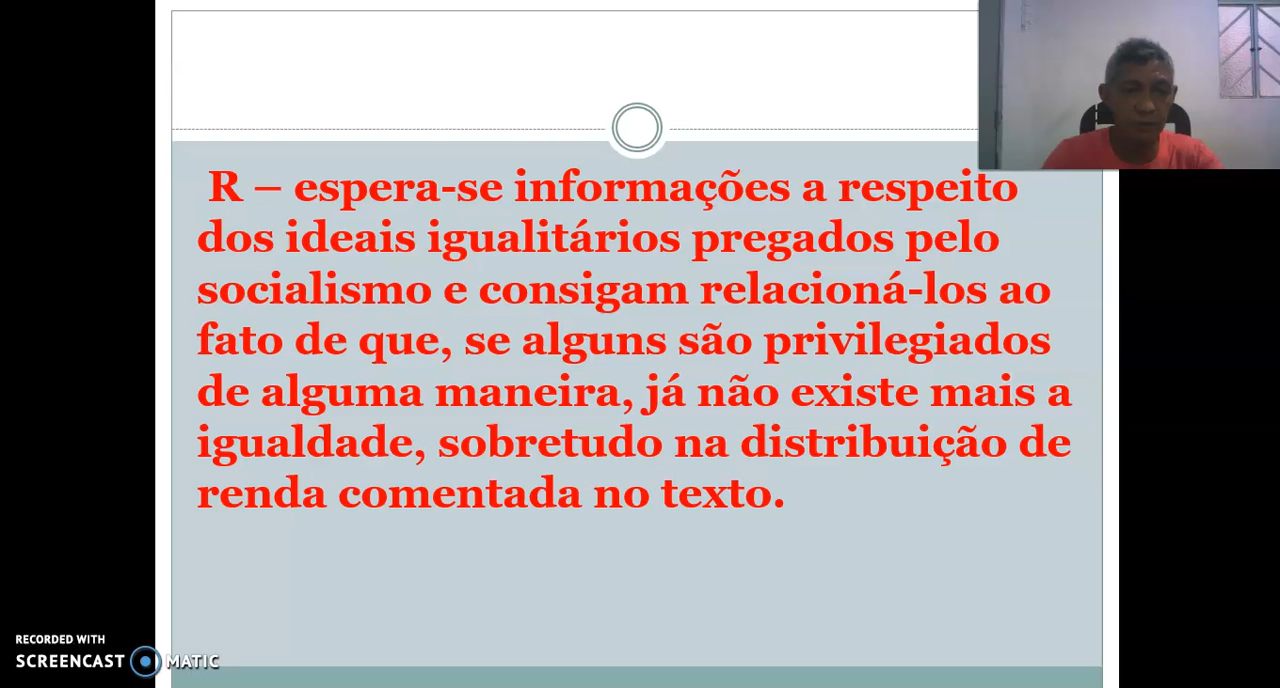 R – espera-se informações a respeito
dos ideais igualitários pregados pelo
socialismo e consigam relacioná-los ao
fato de que, se alguns são privilegiados
de alguma maneira, já não existe mais a
igualdade, sobretudo na distribuição de
renda comentada no texto.
RECORDED WITH
SCREENCAST MATIC